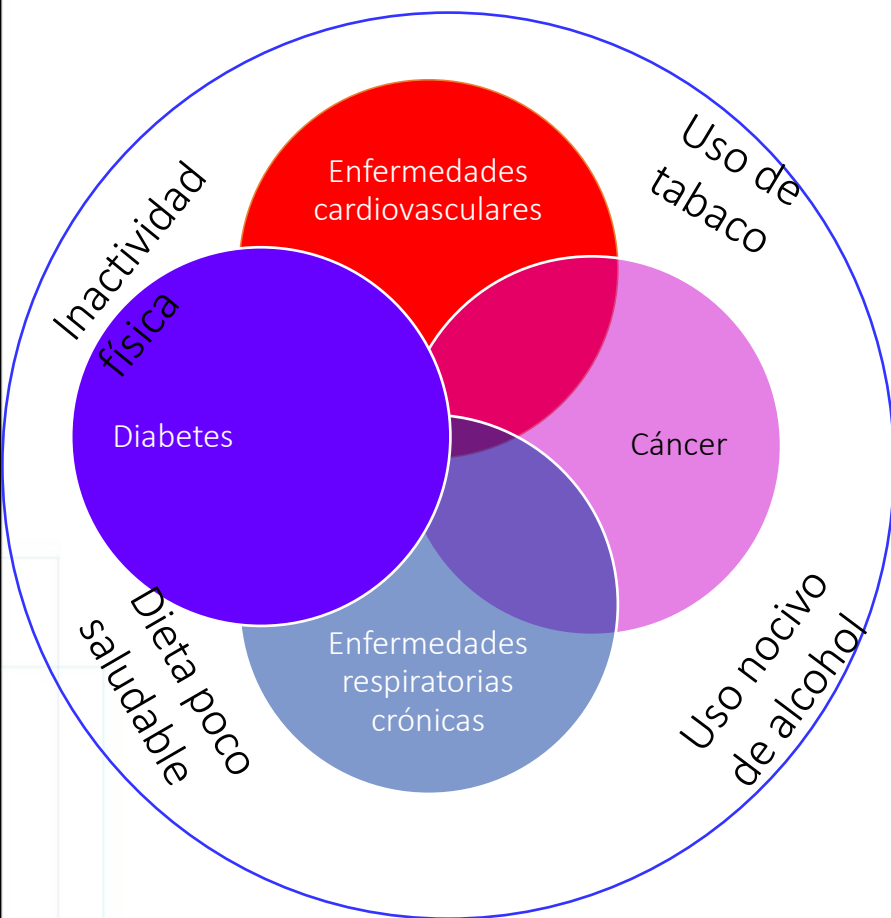 Enfermedades
cardiovasculares
Uso de
tabaco
Inactividad
física
Diabetes
Cáncer
Dieta poco
saludable
Enfermedades
respiratorias
crónicas
Uso nocivo
de alcohol